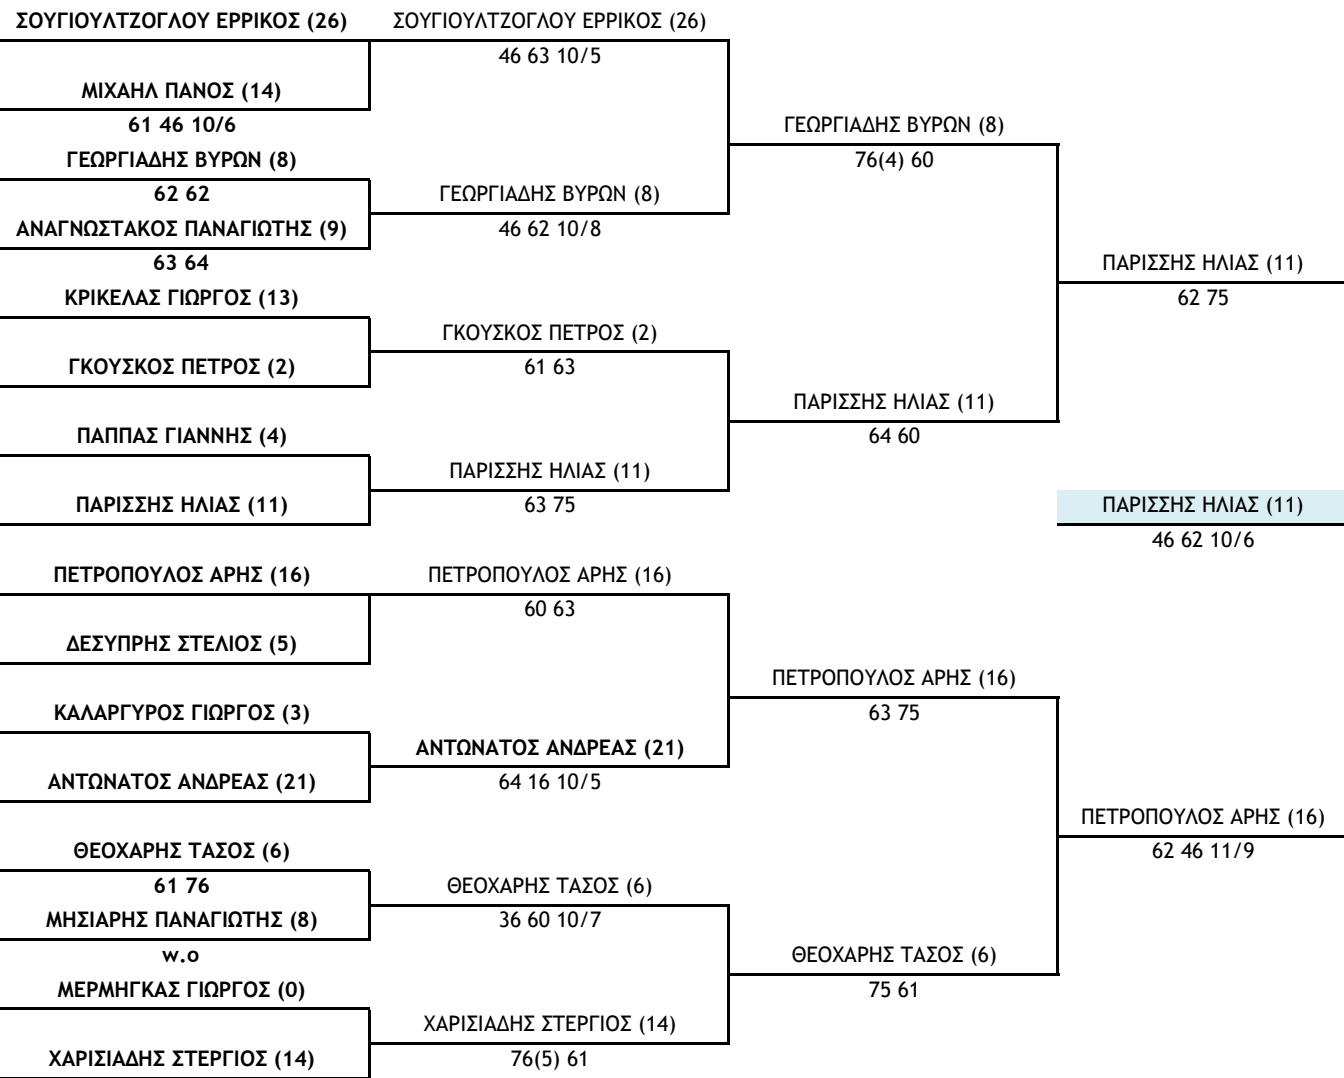 ΣΟΥΓΙΟΥΛΤΖΟΓΛΟΥ ΕΡΡΙΚΟΣ (26)
ΜΙΧΑΗΛ ΠΑΝΟΣ (14)
61 46 10/6
ΓΕΩΡΓΙΑΔΗΣ ΒΥΡΩΝ (8)
62 62
ΑΝΑΓΝΩΣΤΑΚΟΣ ΠΑΝΑΓΙΩΤΗΣ (9)
63 64
ΚΡΙΚΕΛΑΣ ΓΙΩΡΓΟΣ (13)
ΓΚΟΥΣΚΟΣ ΠΕΤΡΟΣ (2)
ΠΑΠΠΑΣ ΓΙΑΝΝΗΣ (4)
ΠΑΡΙΣΣΗΣ ΗΛΙΑΣ (11)
ΠΕΤΡΟΠΟΥΛΟΣ ΑΡΗΣ (16)
ΔΕΣΥΠΡΗΣ ΣΤΕΛΙΟΣ (5)
ΚΑΛΑΡΓΥΡΟΣ ΓΙΩΡΓΟΣ (3)
ΑΝΤΩΝΑΤΟΣ ΑΝΔΡΕΑΣ (21)
ΘΕΟΧΑΡΗΣ ΤΑΣΟΣ (6)
61 76
ΜΗΣΙΑΡΗΣ ΠΑΝΑΓΙΩΤΗΣ (8)
w.o
ΜΕΡΜΗΓΚΑΣ ΓΙΩΡΓΟΣ (0)
ΧΑΡΙΣΙΑΔΗΣ ΣΤΕΡΓΙΟΣ (14)
ΣΟΥΓΙΟΥΛΤΖΟΓΛΟΥ ΕΡΡΙΚΟΣ (26)
46 63 10/5
ΓΕΩΡΓΙΑΔΗΣ ΒΥΡΩΝ (8)
46 62 10/8
ΓΚΟΥΣΚΟΣ ΠΕΤΡΟΣ (2)
61 63
ΠΑΡΙΣΣΗΣ ΗΛΙΑΣ (11)
63 75
ΠΕΤΡΟΠΟΥΛΟΣ ΑΡΗΣ (16)
60 63
ΑΝΤΩΝΑΤΟΣ ΑΝΔΡΕΑΣ (21)
64 16 10/5
ΘΕΟΧΑΡΗΣ ΤΑΣΟΣ (6)
36 60 10/7
ΧΑΡΙΣΙΑΔΗΣ ΣΤΕΡΓΙΟΣ (14)
76(5) 61
ΓΕΩΡΓΙΑΔΗΣ ΒΥΡΩΝ (8)
76(4) 60
ΠΑΡΙΣΣΗΣ ΗΛΙΑΣ (11)
64 60
ΠΕΤΡΟΠΟΥΛΟΣ ΑΡΗΣ (16)
63 75
ΘΕΟΧΑΡΗΣ ΤΑΣΟΣ (6)
75 61
ΠΑΡΙΣΣΗΣ ΗΛΙΑΣ (11)
62 75
ΠΑΡΙΣΣΗΣ ΗΛΙΑΣ (11)
46 62 10/6
ΠΕΤΡΟΠΟΥΛΟΣ ΑΡΗΣ (16)
62 46 11/9